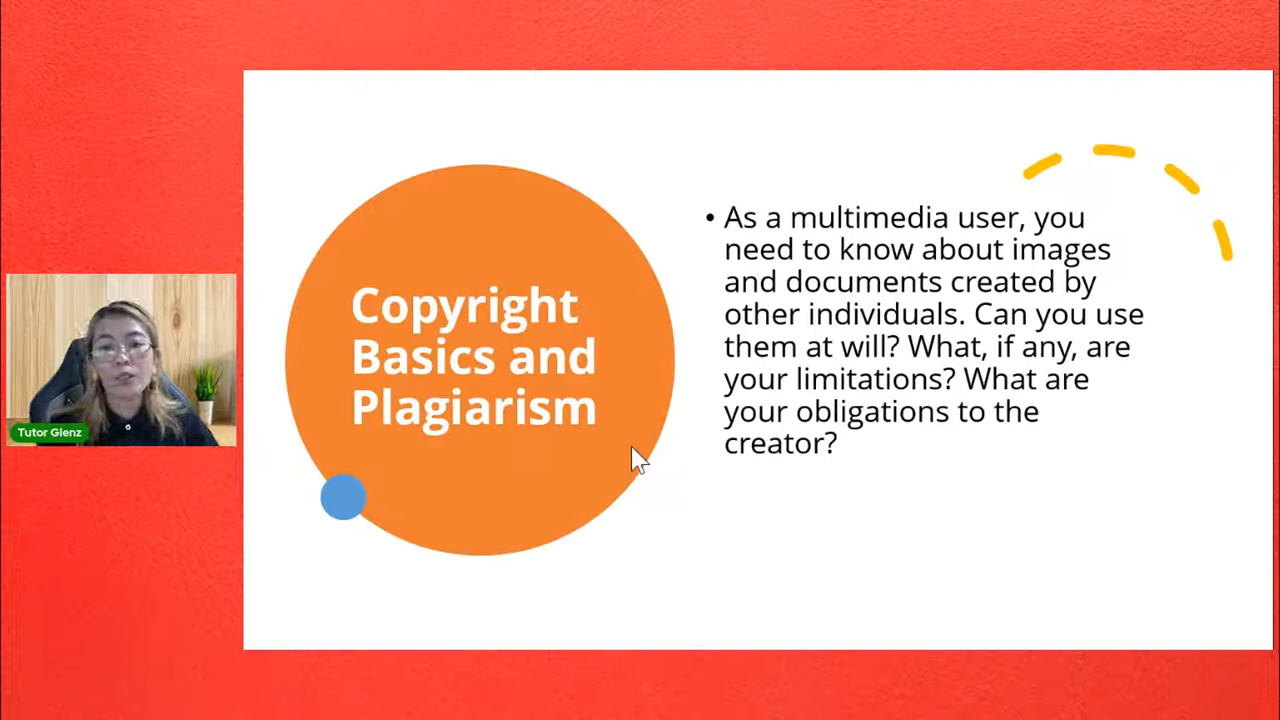 Copyright
Basics and
Plagiarism
• As a multimedia user, you
need to know about images
and documents created by
other individuals. Can you use
them at will? What, if any, are
your limitations? What are
your obligations to the
creator?
Tutor Glenz